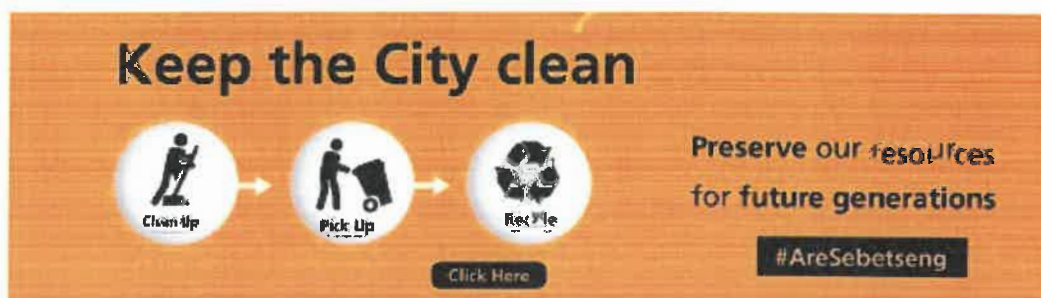 Keep the City clean
Clean Up
Pick Up
Recycle
Preserve our resources
for future generations
Click Here
#AreSebetseng